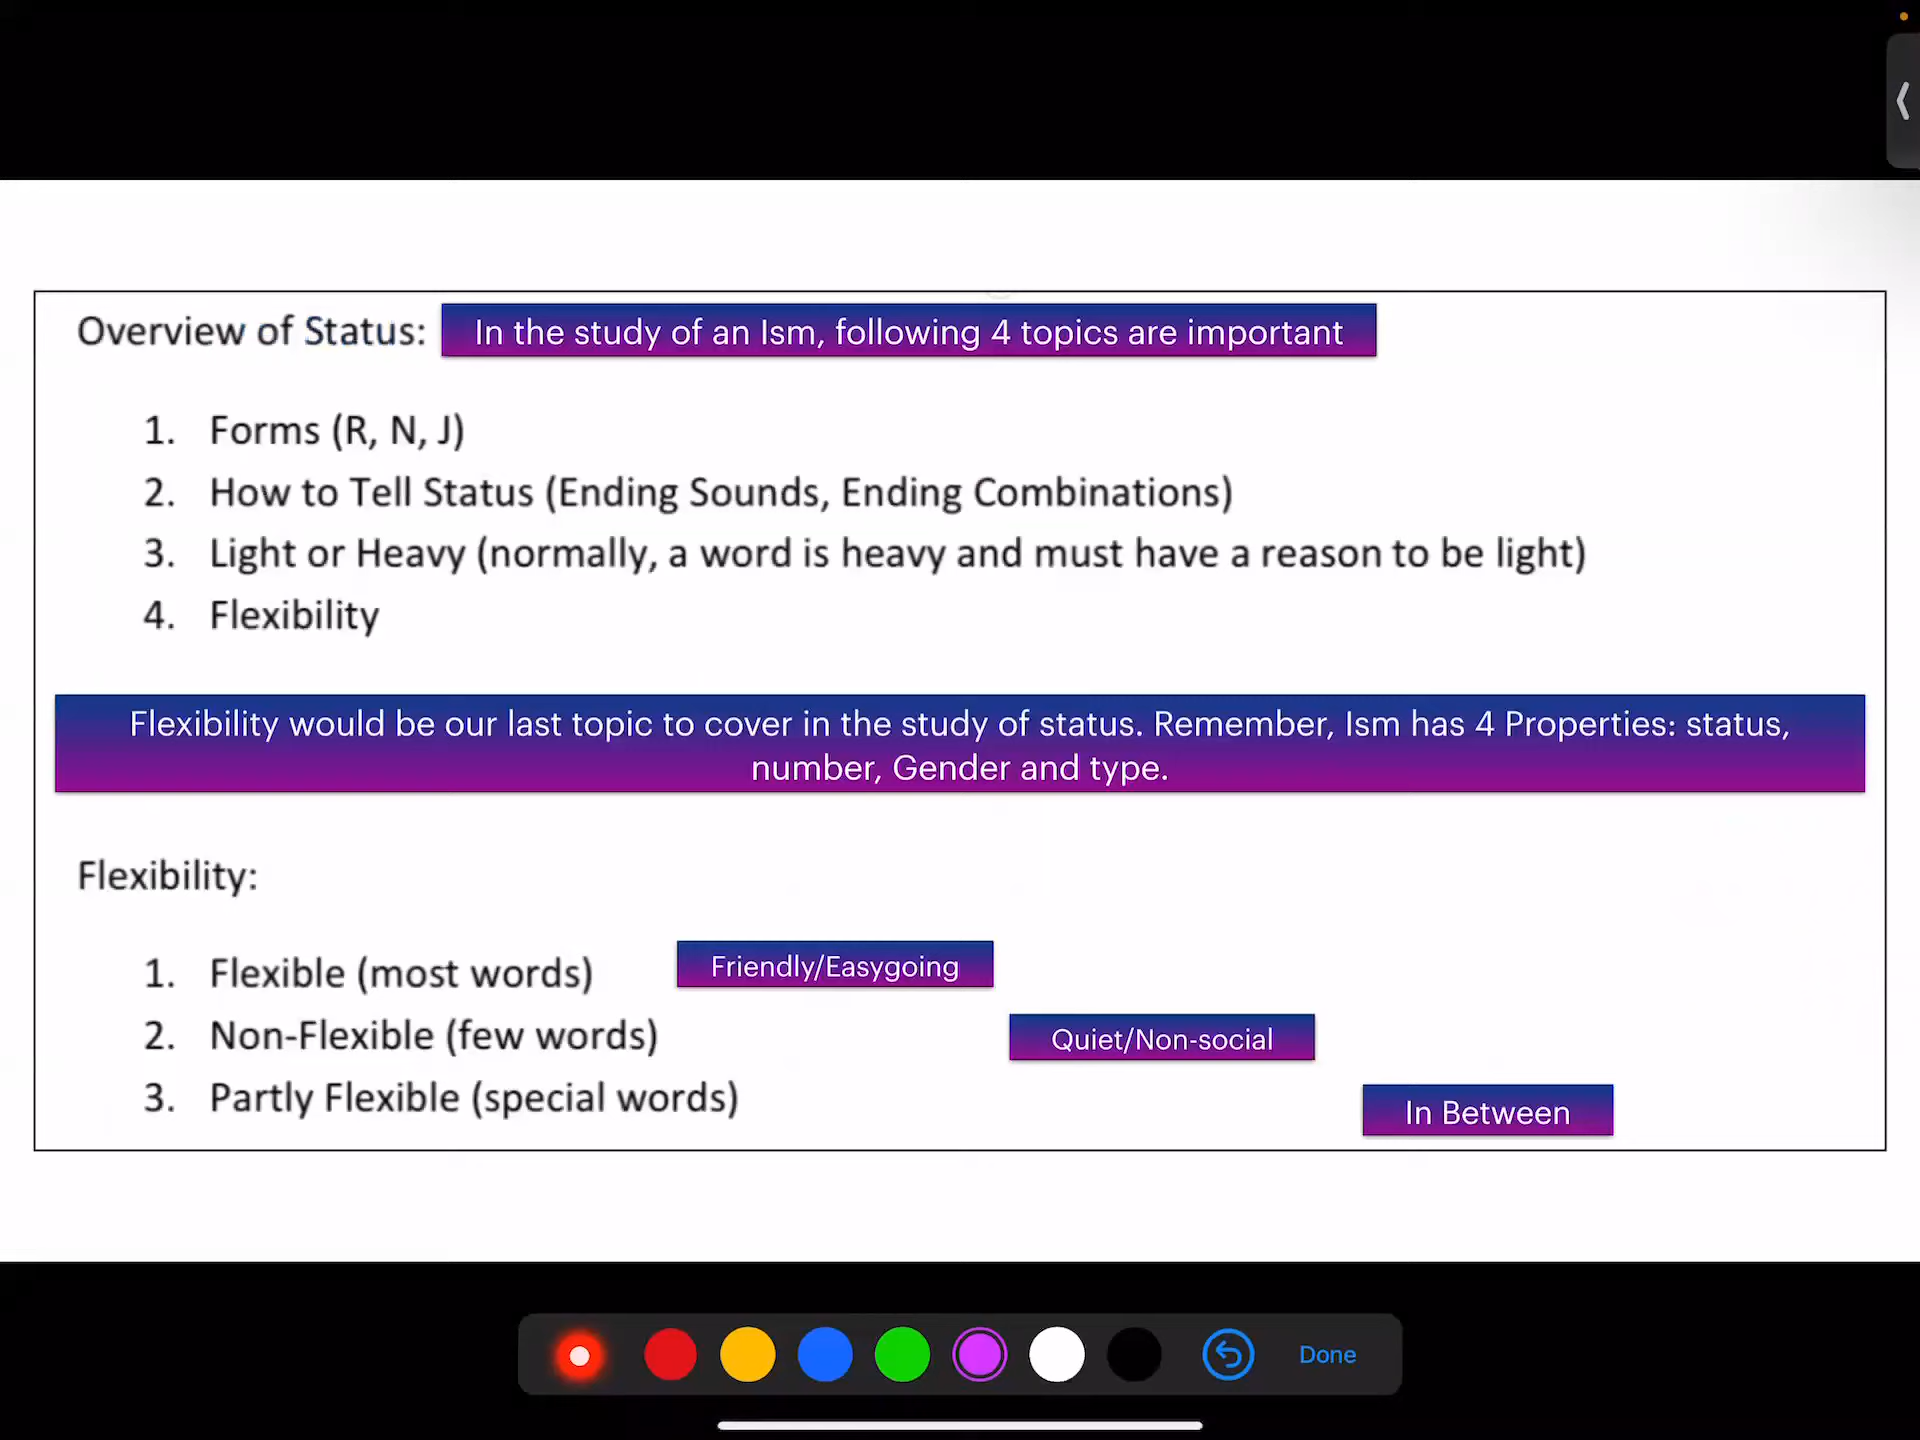 Overview of Status: In the study of an Ism, following 4 topics are important
1. Forms (R, N, J)
2. How to Tell Status (Ending Sounds, Ending Combinations)
3. Light or Heavy (normally, a word is heavy and must have a reason to be light)
4. Flexibility
Flexibility would be our last topic to cover in the study of status. Remember, Ism has 4 Properties: status,
number, Gender and type.
Flexibility:
1. Flexible (most words) Friendly/Easygoing
2. Non-Flexible (few words) Quiet/Non-social
3. Partly Flexible (special words) In Between
Done